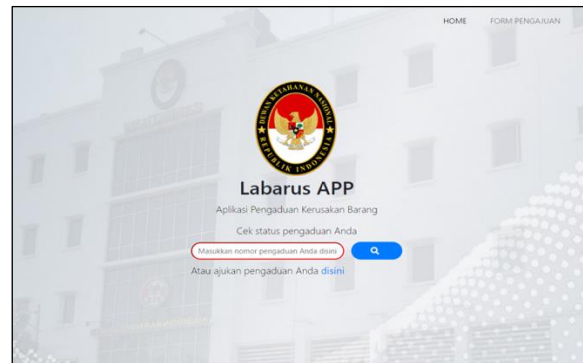 HOME FORM PENGAJUAN
DEWAN KETAHANAN NASIONAL
REPUBLIK INDONESIA
Labarus APP
Aplikasi Pengaduan Kerusakan Barang
Cek status pengaduan Anda
Masukkan nomor pengaduan Anda disini
Atau ajukan pengaduan Anda disini